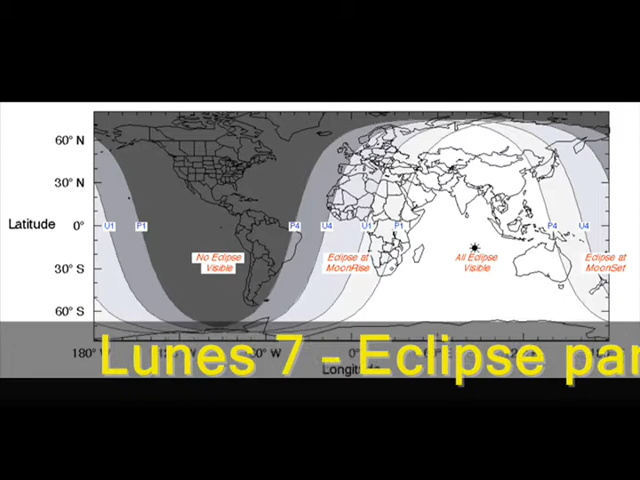 60° N
30° N
Latitude 0°
30° S
60° S
U1 P1 P4 U4 U1 P1 P4 U4
No Eclipse
Visible
Eclipse at
MoonRise
All Eclipse
Visible
Eclipse at
MoonSet
180° W
0°
Longitude
Lunes 7 - Eclipse par